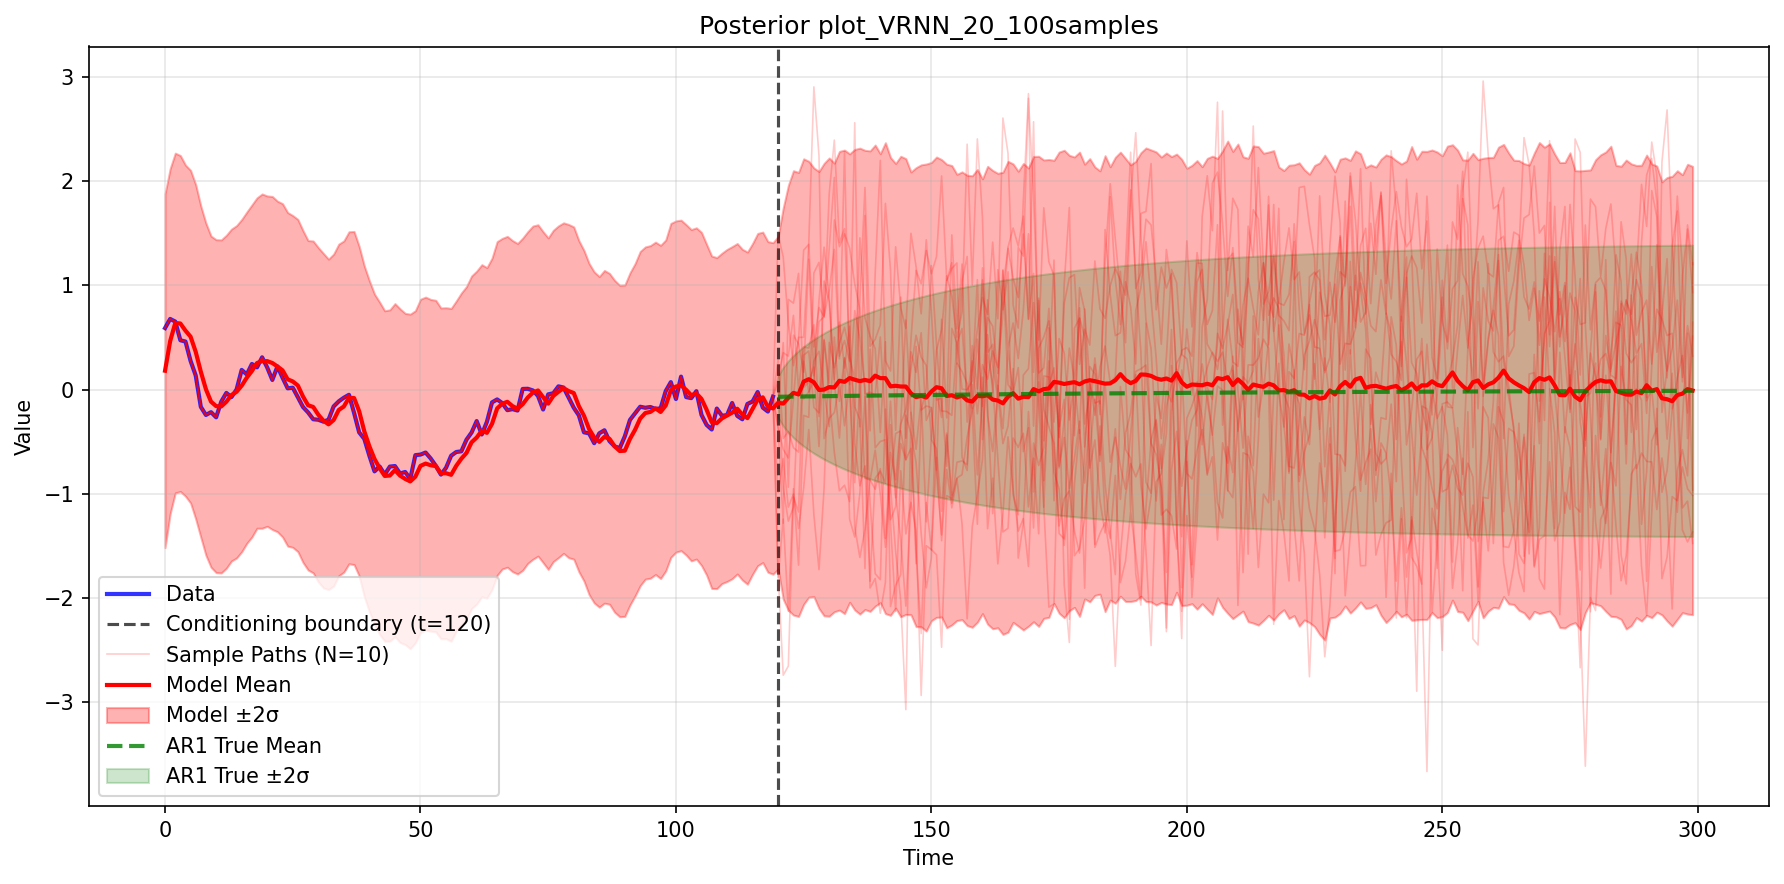 Posterior plot_VRNN_20_100samples
Value
3
2
1
0
−1
−2
−3
Data
Conditioning boundary (t=120)
Sample Paths (N=10)
Model Mean
Model ±2σ
AR1 True Mean
AR1 True ±2σ
0 50 100 150 200 250 300
Time